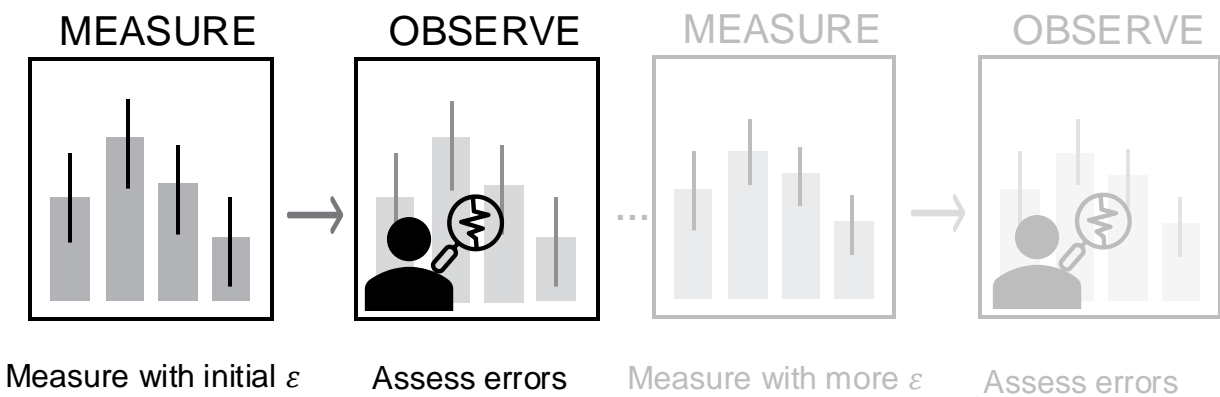 MEASURE OBSERVE MEASURE OBSERVE
...
Measure with initial ε Assess errors Measure with more ε Assess errors